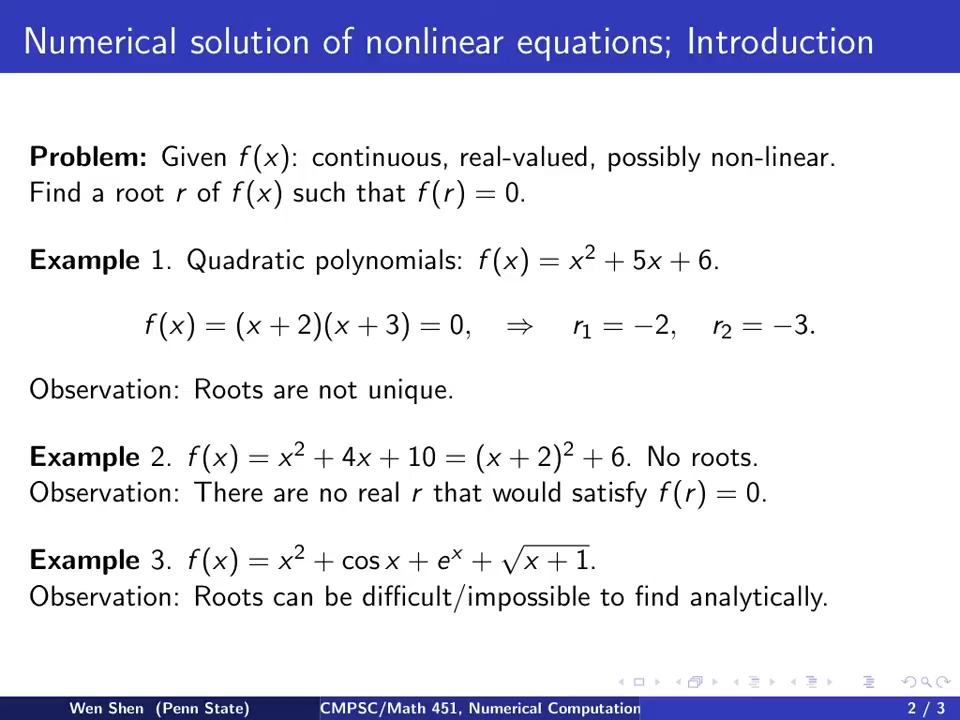 Numerical solution of nonlinear equations; Introduction
Problem: Given f(x): continuous, real-valued, possibly non-linear.
Find a root r of f(x) such that f(r) = 0.
Example 1. Quadratic polynomials: f(x) = x² + 5x + 6.
f(x) = (x + 2)(x + 3) = 0, ⇒ r₁ = −2, r₂ = −3.
Observation: Roots are not unique.
Example 2. f(x) = x² + 4x + 10 = (x + 2)² + 6. No roots.
Observation: There are no real r that would satisfy f(r) = 0.
Example 3. f(x) = x² + cos x + eˣ + √(x + 1).
Observation: Roots can be difficult/impossible to find analytically.
Wen Shen (Penn State) CMPSC/Math 451, Numerical Computation 2 / 3